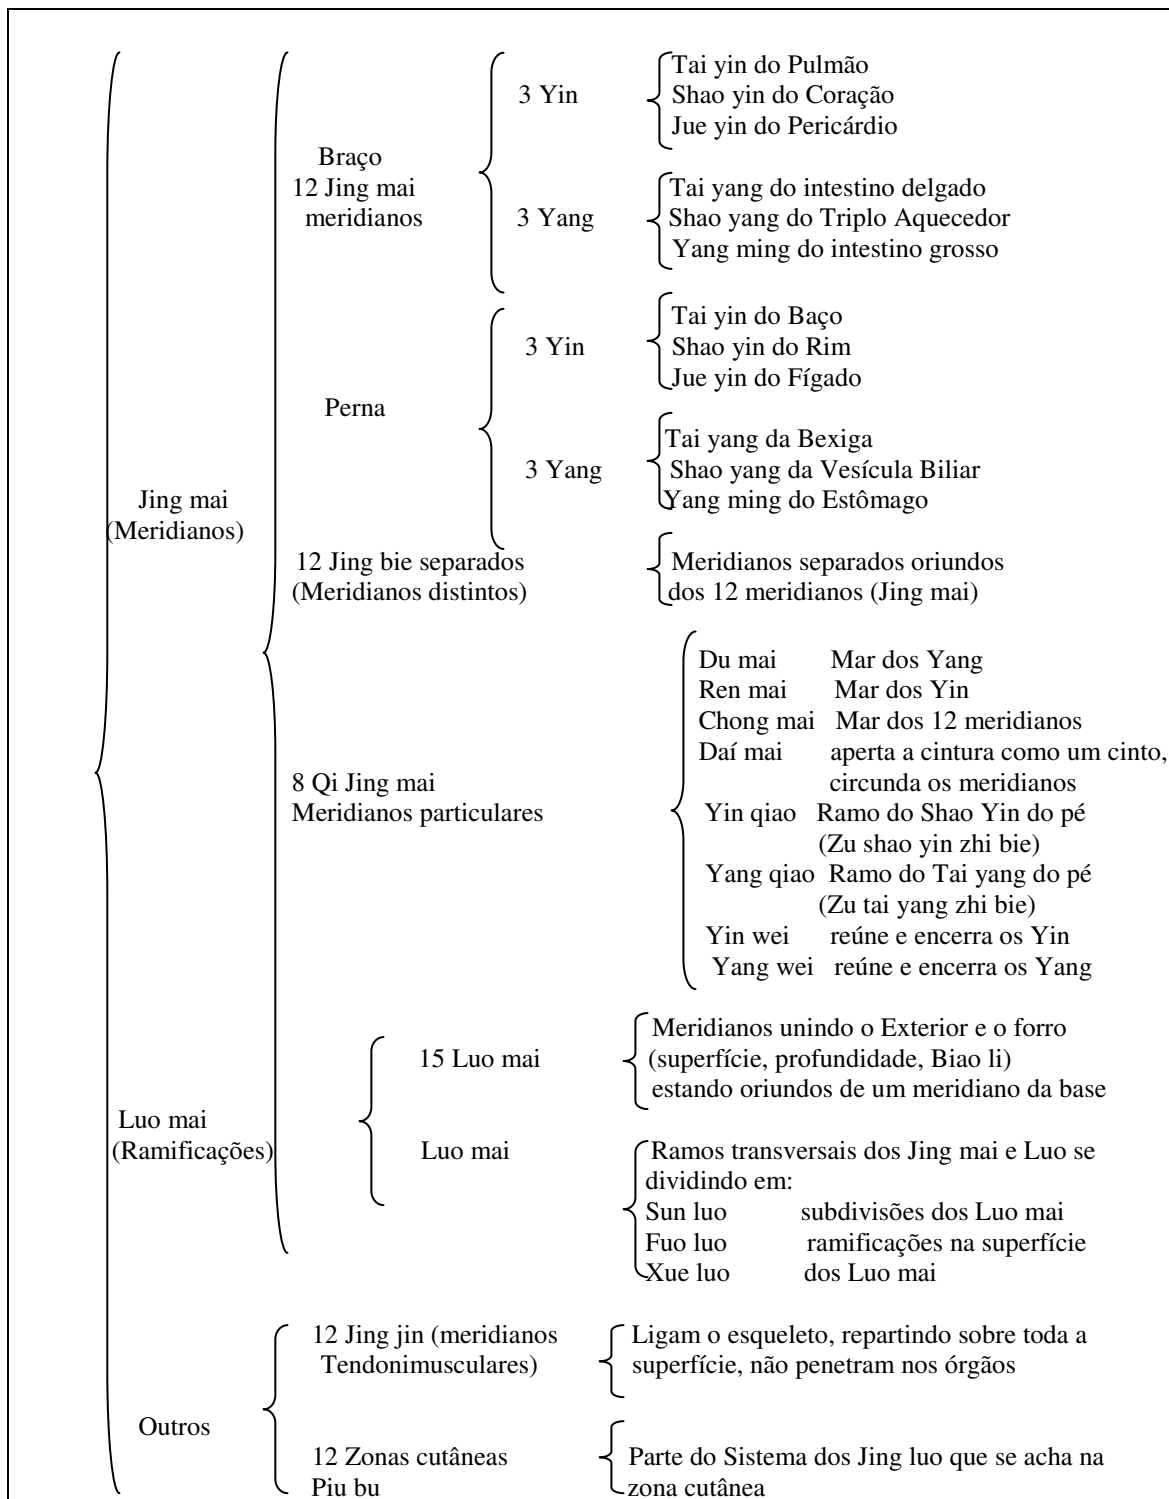 Tai yin do Pulmão
3 Yin
Shao yin do Coração
Jue yin do Pericárdio
Braço
12 Jing mai
meridianos
Tai yang do intestino delgado
3 Yang
Shao yang do Triplo Aquecedor
Yang ming do intestino grosso
Tai yin do Baço
3 Yin
Shao yin do Rim
Jue yin do Fígado
Perna
Tai yang da Bexiga
3 Yang
Shao yang da Vesícula Biliar
Yang ming do Estômago
Jing mai
(Meridianos)
12 Jing bie separados
(Meridianos distintos)
Meridianos separados oriundos
dos 12 meridianos (Jing mai)
8 Qi Jing mai
Meridianos particulares
Du mai Mar dos Yang
Ren mai Mar dos Yin
Chong mai Mar dos 12 meridianos
Daí mai aperta a cintura como um cinto,
circunda os meridianos
Yin qiao Ramo do Shao Yin do pé
(Zu shao yin zhi bie)
Yang qiao Ramo do Tai yang do pé
(Zu tai yang zhi bie)
Yin wei reúne e encerra os Yin
Yang wei reúne e encerra os Yang
Luo mai
(Ramificações)
15 Luo mai
Meridianos unindo o Exterior e o forro
(superfície, profundidade, Biao li)
estando oriundos de um meridiano da base
Luo mai
Ramos transversais dos Jing mai e Luo se
dividindo em:
Sun luo subdivisões dos Luo mai
Fuo luo ramificações na superfície
Xue luo dos Luo mai
Outros
12 Jing jin (meridianos
Tendonimusculares)
Ligam o esqueleto, repartindo sobre toda a
superfície, não penetram nos órgãos
12 Zonas cutâneas
Piu bu
Parte do Sistema dos Jing luo que se acha na
zona cutânea